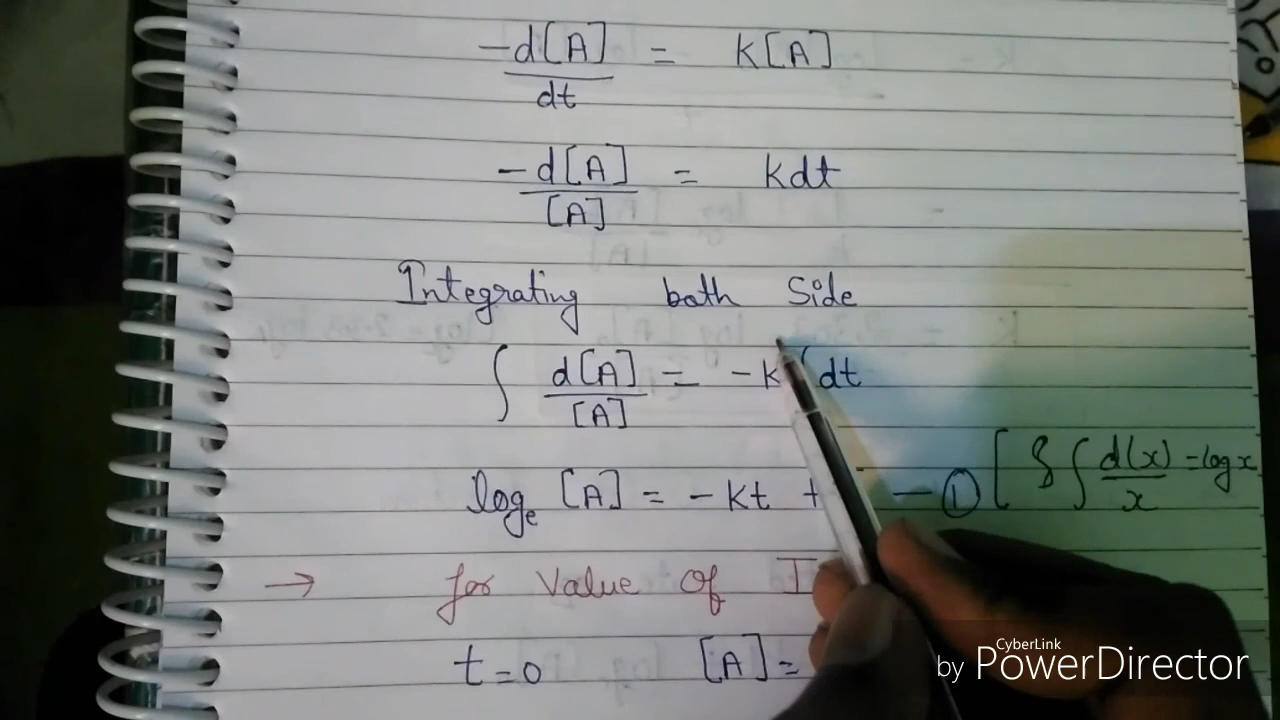 -d[A]/dt = K[A]
-d[A]/[A] = Kdt
Integrating both Side
∫ d[A]/[A] = -K ∫dt
logₑ [A] = -Kt + — ① [ ∫ d(x)/x = log x
→ for Value Of I
t=0 [A]=
CyberLink
by PowerDirector